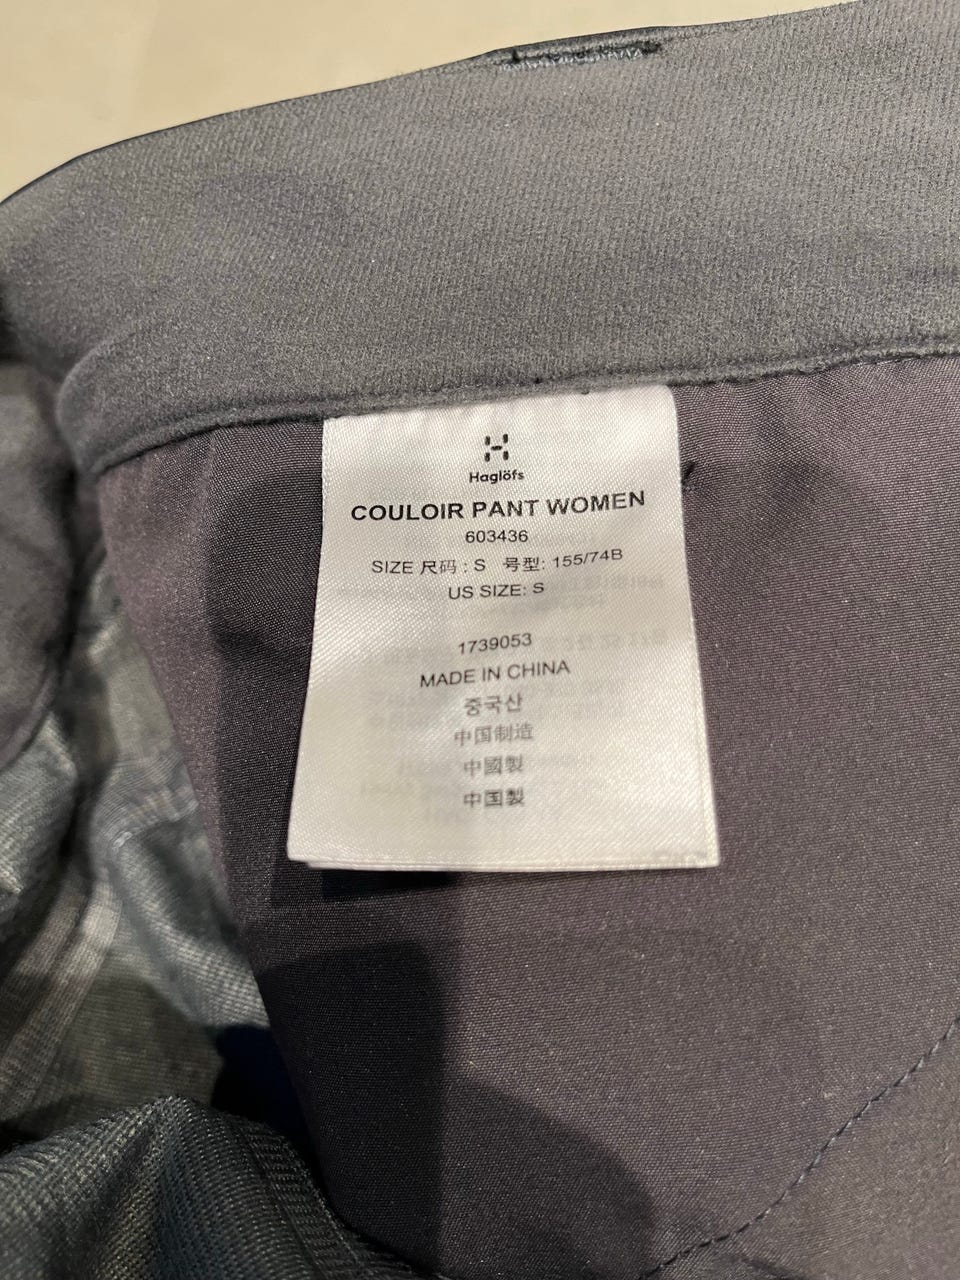 Haglöfs
COULOIR PANT WOMEN
603436
SIZE 尺码 : S 号型: 155/74B
US SIZE: S
1739053
MADE IN CHINA
중국산
中国制造
中國製
中国製